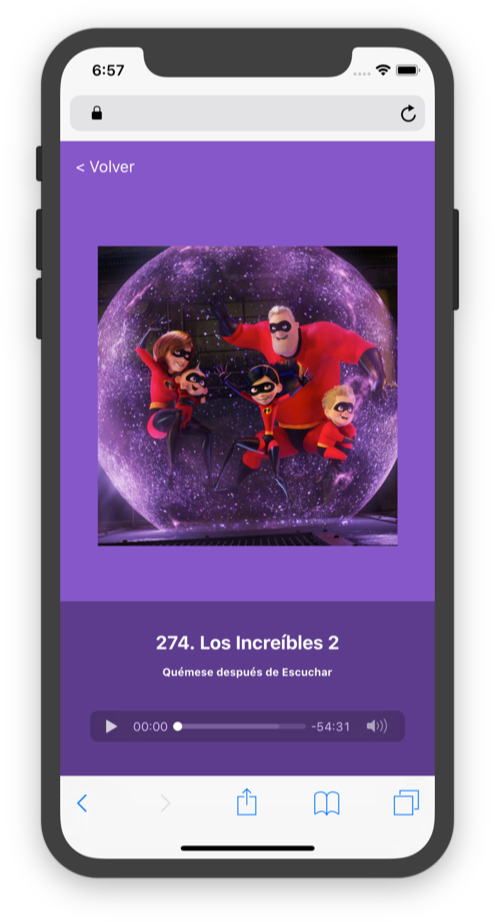 6:57
< Volver
274. Los Increíbles 2
Quémese después de Escuchar
00:00 -54:31